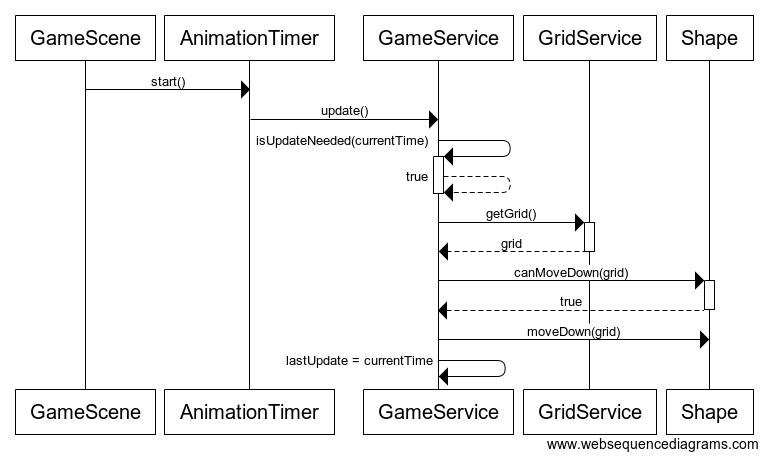 GameScene AnimationTimer GameService GridService Shape
start()
update()
isUpdateNeeded(currentTime)
true
getGrid()
grid
canMoveDown(grid)
true
moveDown(grid)
lastUpdate = currentTime
GameScene AnimationTimer GameService GridService Shape
www.websequencediagrams.com